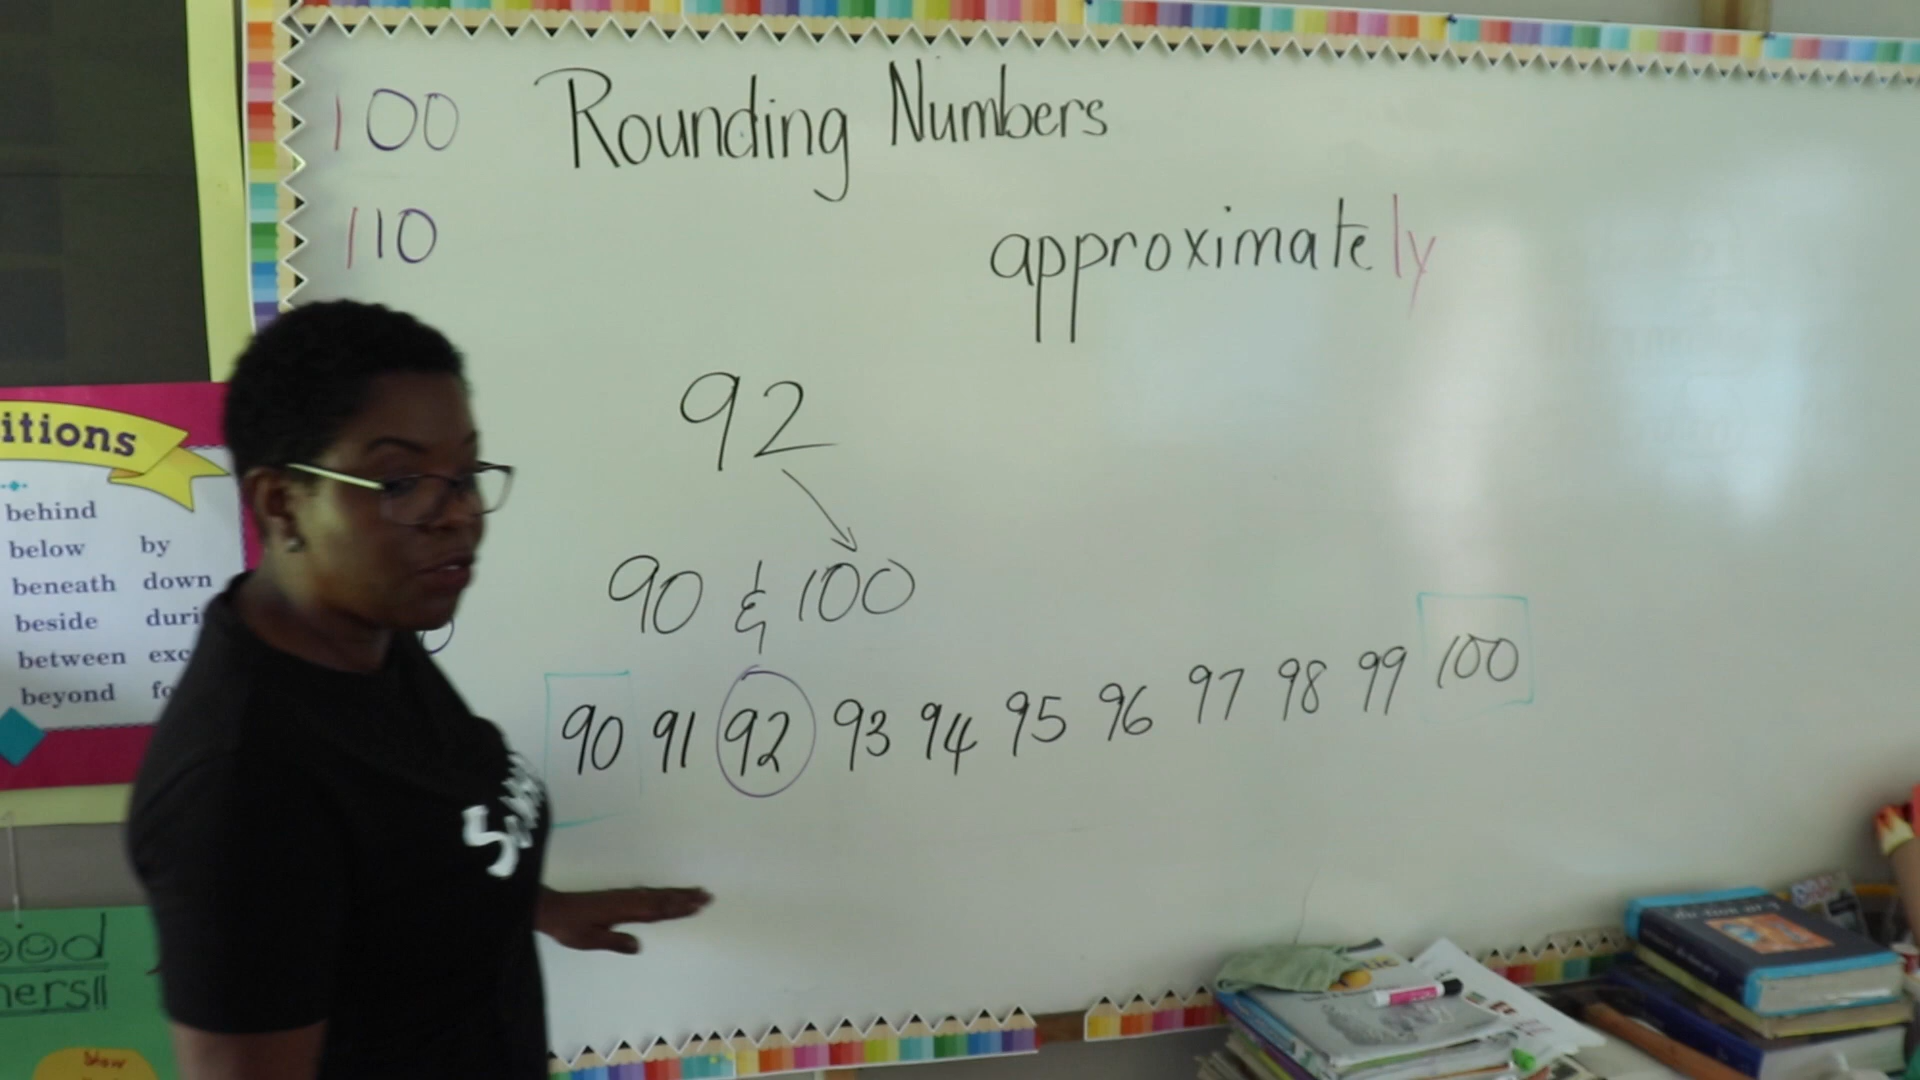 100 Rounding Numbers
110
approximately
92
90 & 100
90 91 92 93 94 95 96 97 98 99 100
itions
behind
below by
beneath down
beside duri
between exc
beyond fo
ood
ners!!